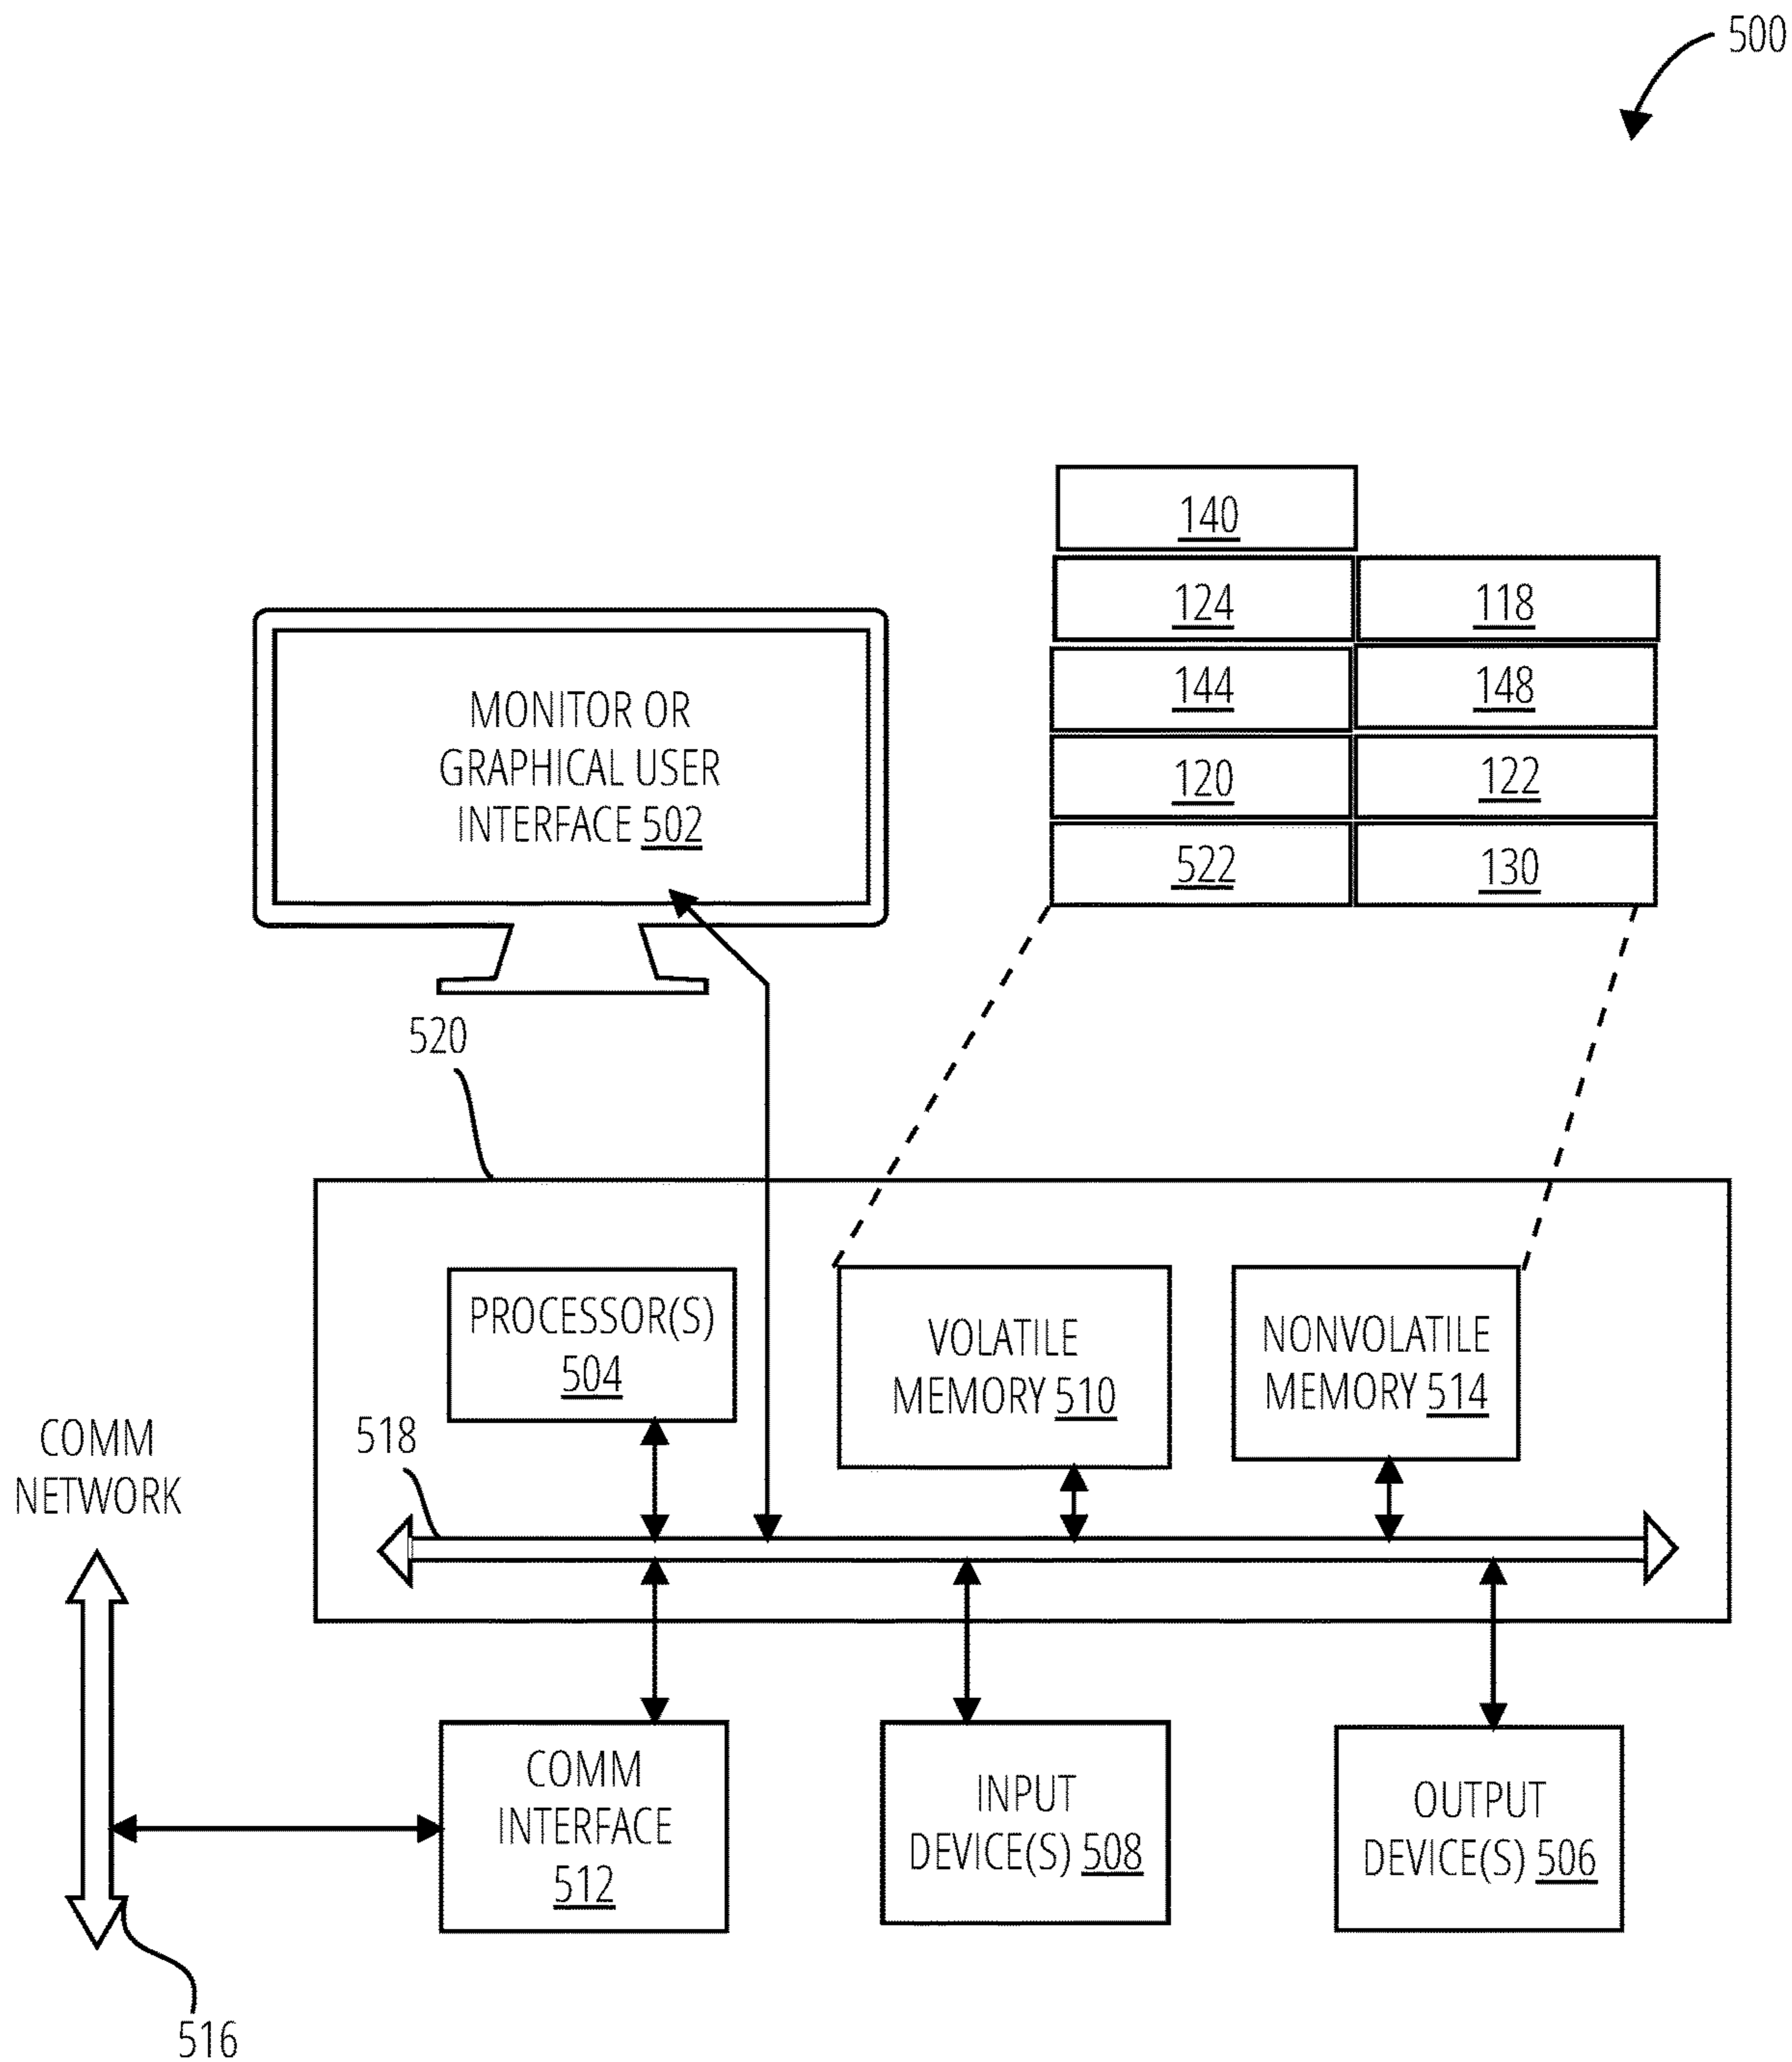 500
140
124
118
144
148
120
122
522
130
MONITOR OR
GRAPHICAL USER
INTERFACE 502
520
PROCESSOR(S)
504
VOLATILE
MEMORY 510
NONVOLATILE
MEMORY 514
518
COMM
NETWORK
COMM
INTERFACE
512
INPUT
DEVICE(S) 508
OUTPUT
DEVICE(S) 506
516